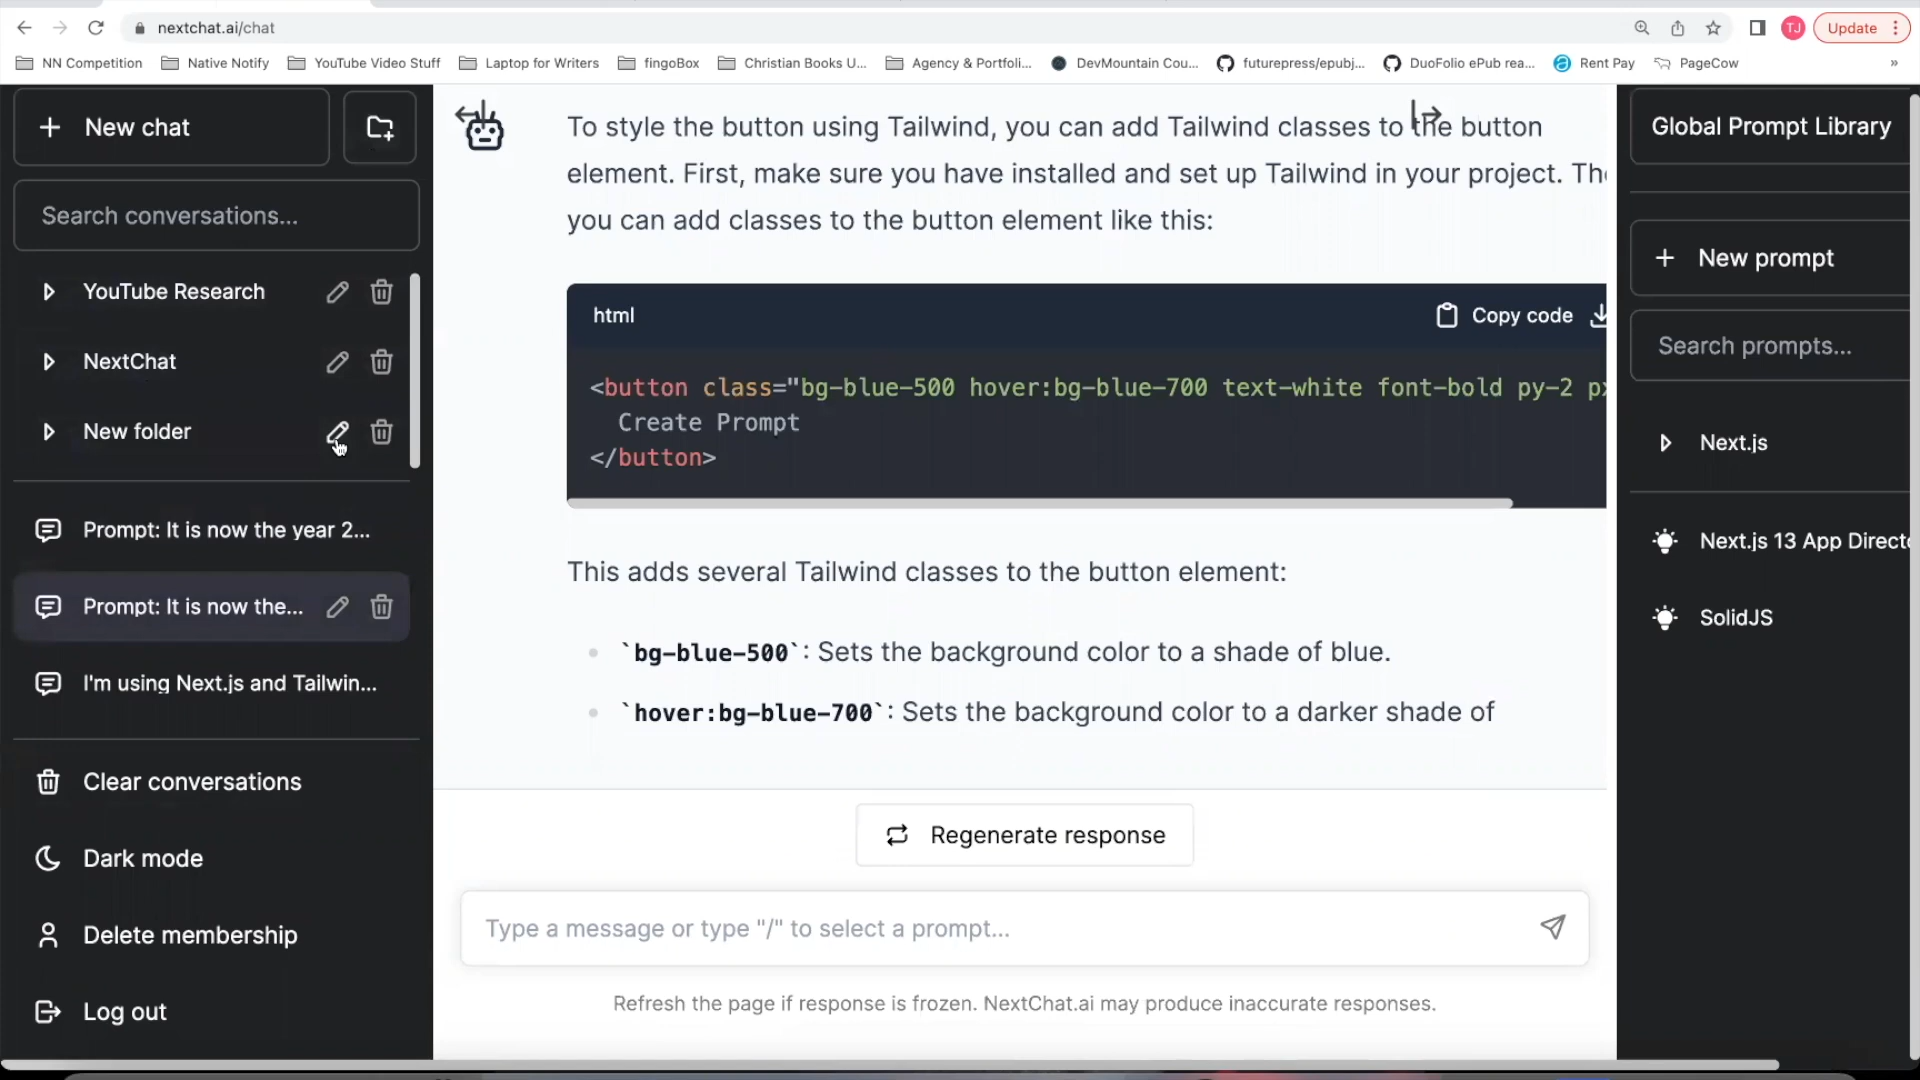 nextchat.ai/chat
TJ
Update
NN Competition
Native Notify
YouTube Video Stuff
Laptop for Writers
fingoBox
Christian Books U...
Agency & Portfoli...
DevMountain Cou...
futurepress/epubj...
DuoFolio ePub rea...
Rent Pay
PageCow
»
+ New chat
Search conversations...
YouTube Research
NextChat
New folder
Prompt: It is now the year 2...
Prompt: It is now the...
I'm using Next.js and Tailwin...
Clear conversations
Dark mode
Delete membership
Log out
To style the button using Tailwind, you can add Tailwind classes to the button
element. First, make sure you have installed and set up Tailwind in your project. The
you can add classes to the button element like this:
html
Copy code
<button class="bg-blue-500 hover:bg-blue-700 text-white font-bold py-2 px
Create Prompt
</button>
This adds several Tailwind classes to the button element:
`bg-blue-500`: Sets the background color to a shade of blue.
`hover:bg-blue-700`: Sets the background color to a darker shade of
Regenerate response
Type a message or type "/" to select a prompt...
Refresh the page if response is frozen. NextChat.ai may produce inaccurate responses.
Global Prompt Library
+ New prompt
Search prompts...
Next.js
Next.js 13 App Directo
SolidJS